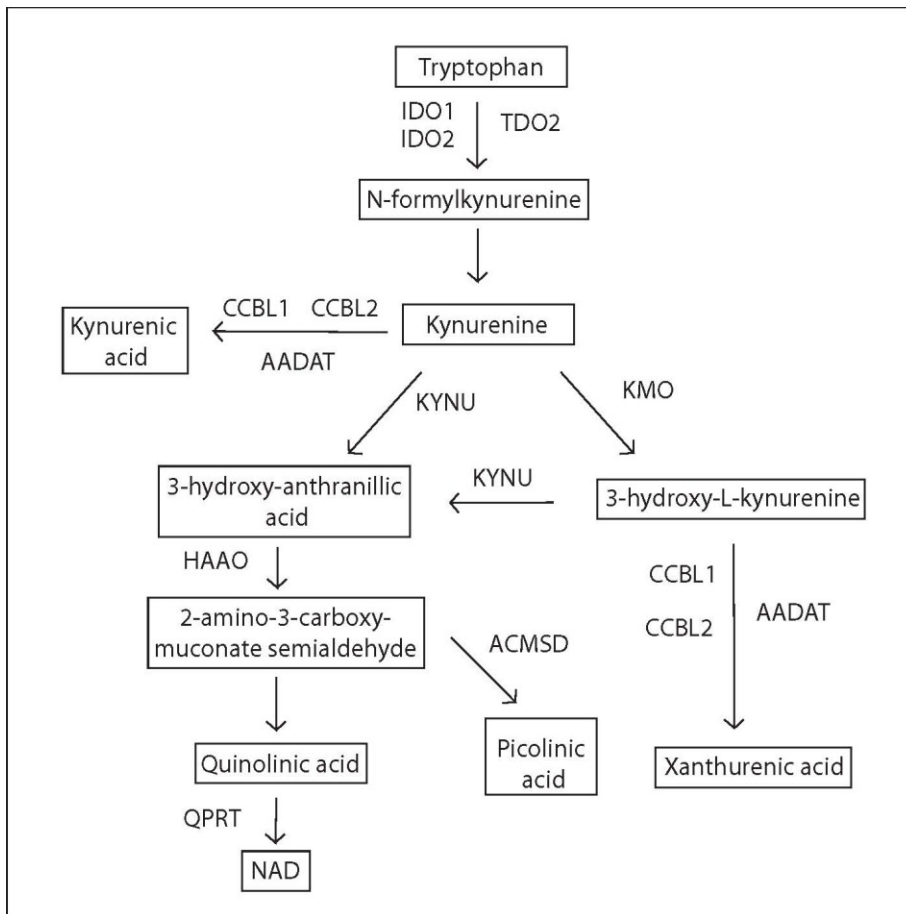 Tryptophan
IDO1
IDO2
TDO2
N-formylkynurenine
CCBL1 CCBL2
Kynurenine
Kynurenic
acid
AADAT
KYNU
KMO
3-hydroxy-anthranillic
acid
KYNU
3-hydroxy-L-kynurenine
HAAO
CCBL1
CCBL2
AADAT
2-amino-3-carboxy-
muconate semialdehyde
ACMSD
Quinolinic acid
Picolinic
acid
Xanthurenic acid
QPRT
NAD